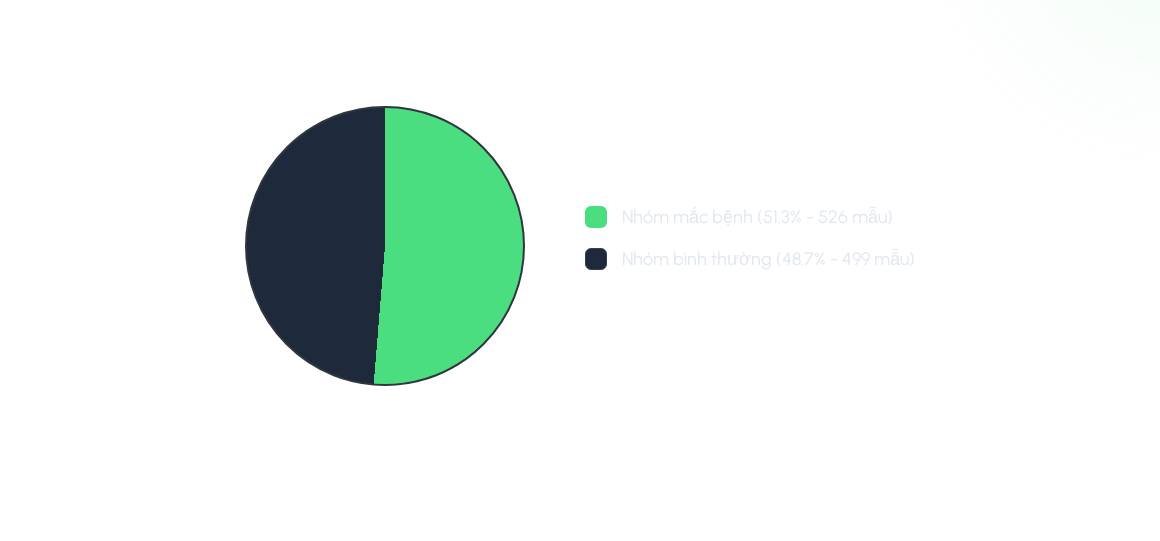 Nhóm mắc bệnh (51.3% - 526 mẫu)
Nhóm bình thường (48.7% - 499 mẫu)